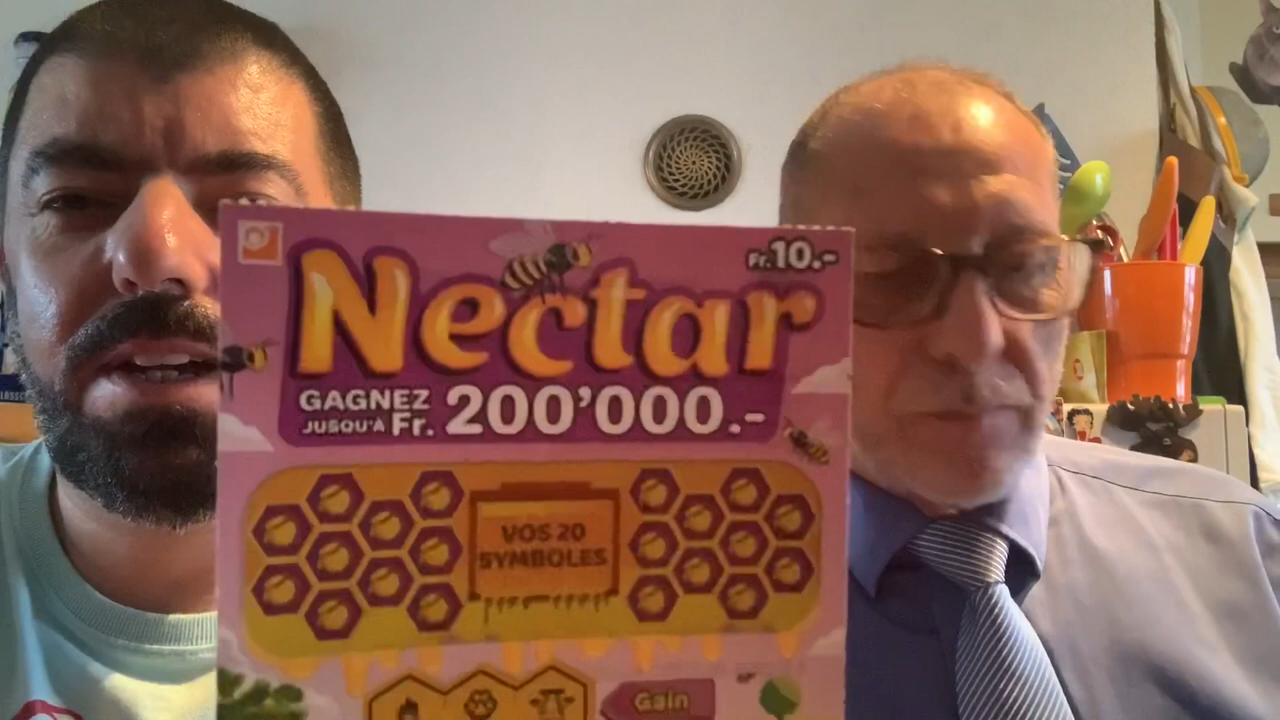 Fr.10.-
Nectar
GAGNEZ
JUSQU'À Fr. 200'000.-
VOS 20
SYMBOLES
Gain